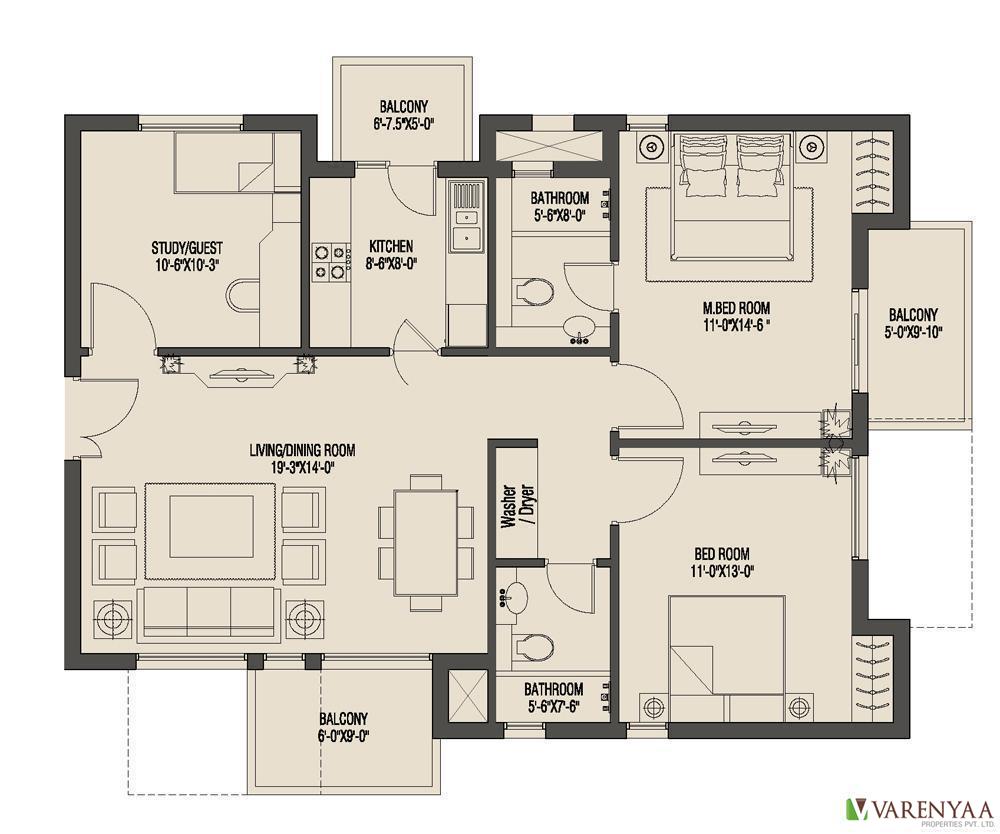 BALCONY
6'-7.5"X5'-0"
BATHROOM
5'-6"X8'-0"
STUDY/GUEST
10'-6"X10'-3"
KITCHEN
8'-6"X8'-0"
M.BED ROOM
11'-0"X14'-6 "
BALCONY
5'-0"X9'-10"
LIVING/DINING ROOM
19'-3"X14'-0"
Washer
/ Dryer
BED ROOM
11'-0"X13'-0"
BATHROOM
5'-6"X7'-6"
BALCONY
6'-0"X9'-0"
VARENYAA
PROPERTIES PVT. LTD.